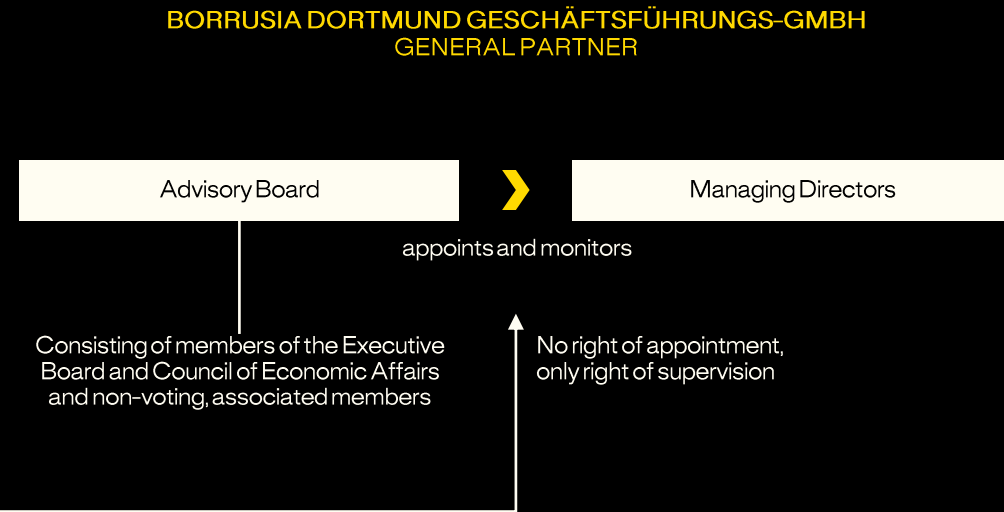 BORRUSIA DORTMUND GESCHÄFTSFÜHRUNGS-GMBH
GENERAL PARTNER
Advisory Board
Managing Directors
appoints and monitors
Consisting of members of the Executive
Board and Council of Economic Affairs
and non-voting, associated members
No right of appointment,
only right of supervision